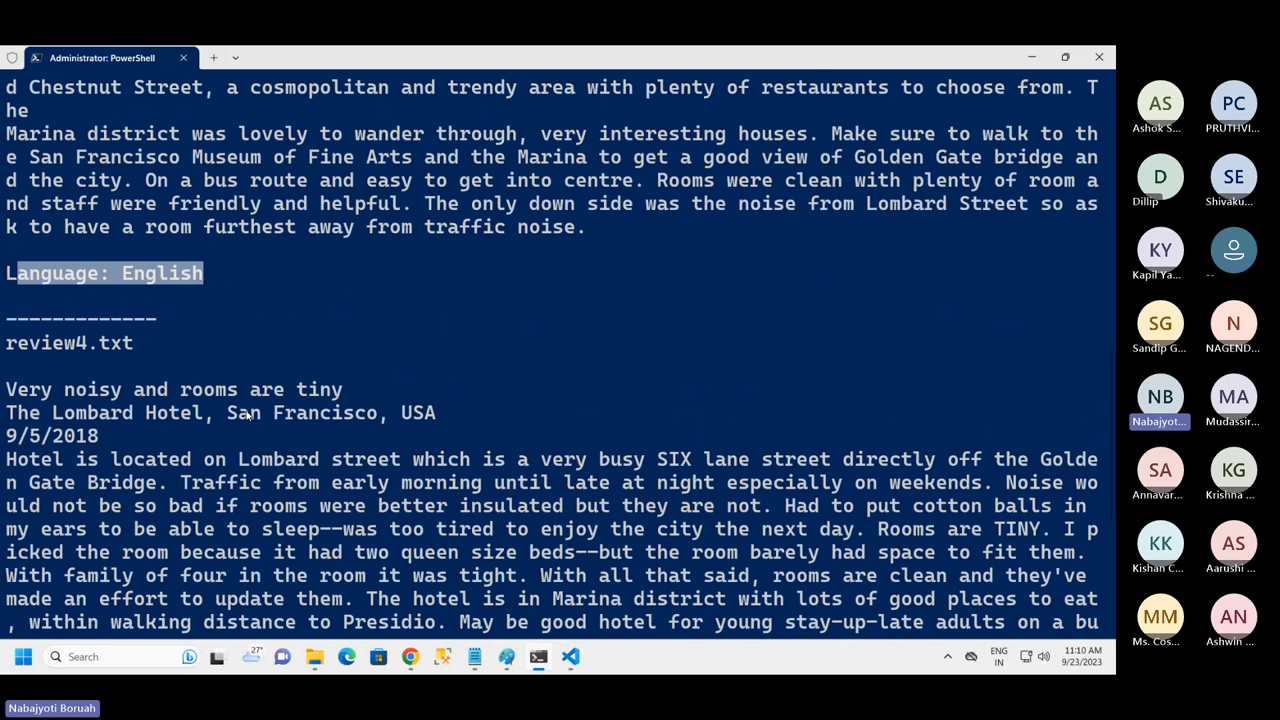 Administrator: PowerShell
d Chestnut Street, a cosmopolitan and trendy area with plenty of restaurants to choose from. T
he
Marina district was lovely to wander through, very interesting houses. Make sure to walk to th
e San Francisco Museum of Fine Arts and the Marina to get a good view of Golden Gate bridge an
d the city. On a bus route and easy to get into centre. Rooms were clean with plenty of room a
nd staff were friendly and helpful. The only down side was the noise from Lombard Street so as
k to have a room furthest away from traffic noise.
Language: English
-------------
review4.txt
Very noisy and rooms are tiny
The Lombard Hotel, San Francisco, USA
9/5/2018
Hotel is located on Lombard street which is a very busy SIX lane street directly off the Golde
n Gate Bridge. Traffic from early morning until late at night especially on weekends. Noise wo
uld not be so bad if rooms were better insulated but they are not. Had to put cotton balls in
my ears to be able to sleep--was too tired to enjoy the city the next day. Rooms are TINY. I p
icked the room because it had two queen size beds--but the room barely had space to fit them.
With family of four in the room it was tight. With all that said, rooms are clean and they've
made an effort to update them. The hotel is in Marina district with lots of good places to eat
, within walking distance to Presidio. May be good hotel for young stay-up-late adults on a bu
Search
27°
ENG
IN
11:10 AM
9/23/2023
AS
Ashok S...
PC
PRUTHVI...
D
Dillip
SE
Shivaku...
KY
Kapil Ya...
--
SG
Sandip G...
N
NAGEND...
NB
Nabajyot...
MA
Mudassir...
SA
Annavar...
KG
Krishna ...
KK
Kishan C...
AS
Aarushi ...
MM
Ms. Cos...
AN
Ashwin ...
Nabajyoti Boruah